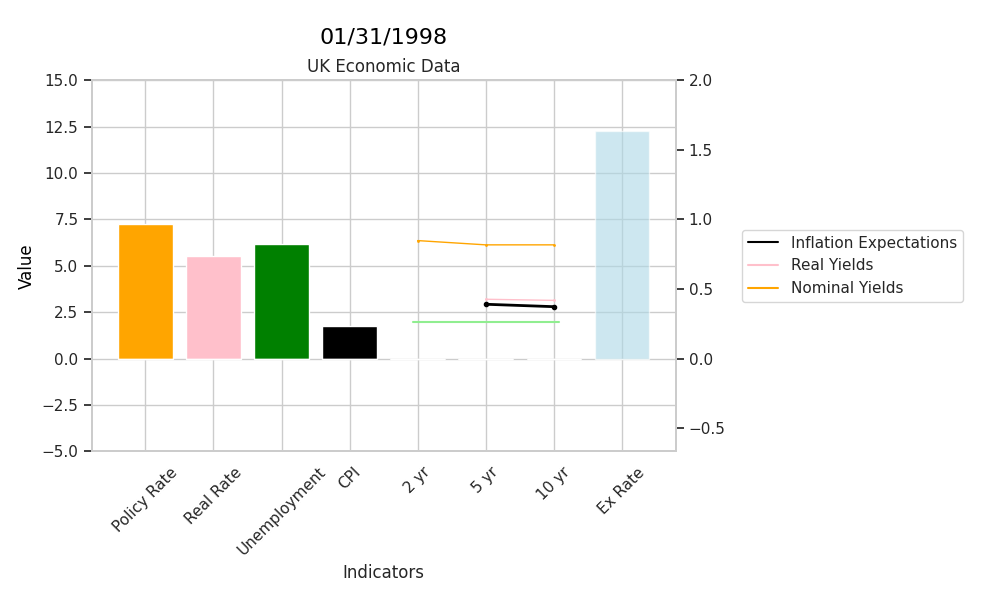 01/31/1998
UK Economic Data
15.0
12.5
10.0
7.5
5.0
2.5
0.0
−2.5
−5.0
Value
2.0
1.5
1.0
0.5
0.0
−0.5
Inflation Expectations
Real Yields
Nominal Yields
Policy Rate
Real Rate
Unemployment
CPI
2 yr
5 yr
10 yr
Ex Rate
Indicators